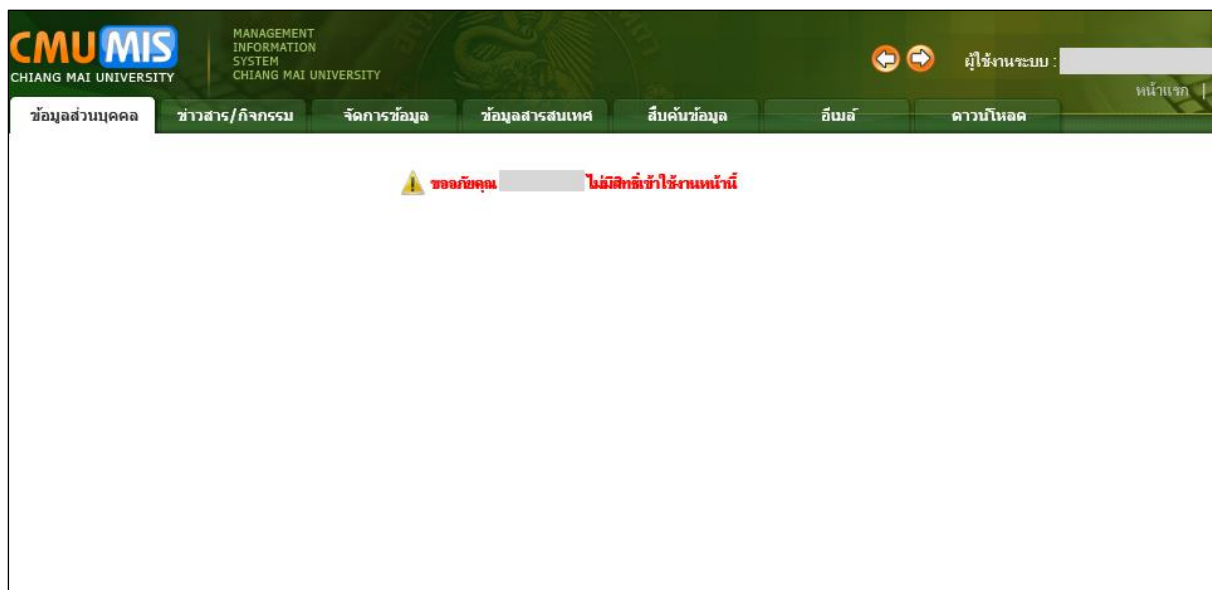 CMU MIS
CHIANG MAI UNIVERSITY
MANAGEMENT
INFORMATION
SYSTEM
CHIANG MAI UNIVERSITY
ผู้ใช้งานระบบ :
หน้าแรก |
ข้อมูลส่วนบุคคล ข่าวสาร/กิจกรรม จัดการข้อมูล ข้อมูลสารสนเทศ สืบค้นข้อมูล อีเมล์ ดาวน์โหลด
ขออภัยคุณ ไม่มีสิทธิ์เข้าใช้งานหน้านี้